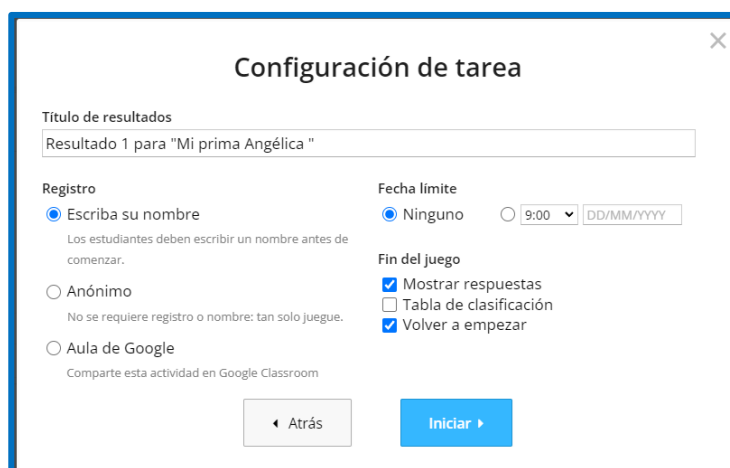 Configuración de tarea
Título de resultados
Resultado 1 para "Mi prima Angélica "
Registro
Escriba su nombre
Los estudiantes deben escribir un nombre antes de
comenzar.
Anónimo
No se requiere registro o nombre: tan solo juegue.
Aula de Google
Comparte esta actividad en Google Classroom
Fecha límite
Ninguno 9:00 DD/MM/YYYY
Fin del juego
Mostrar respuestas
Tabla de clasificación
Volver a empezar
Atrás
Iniciar